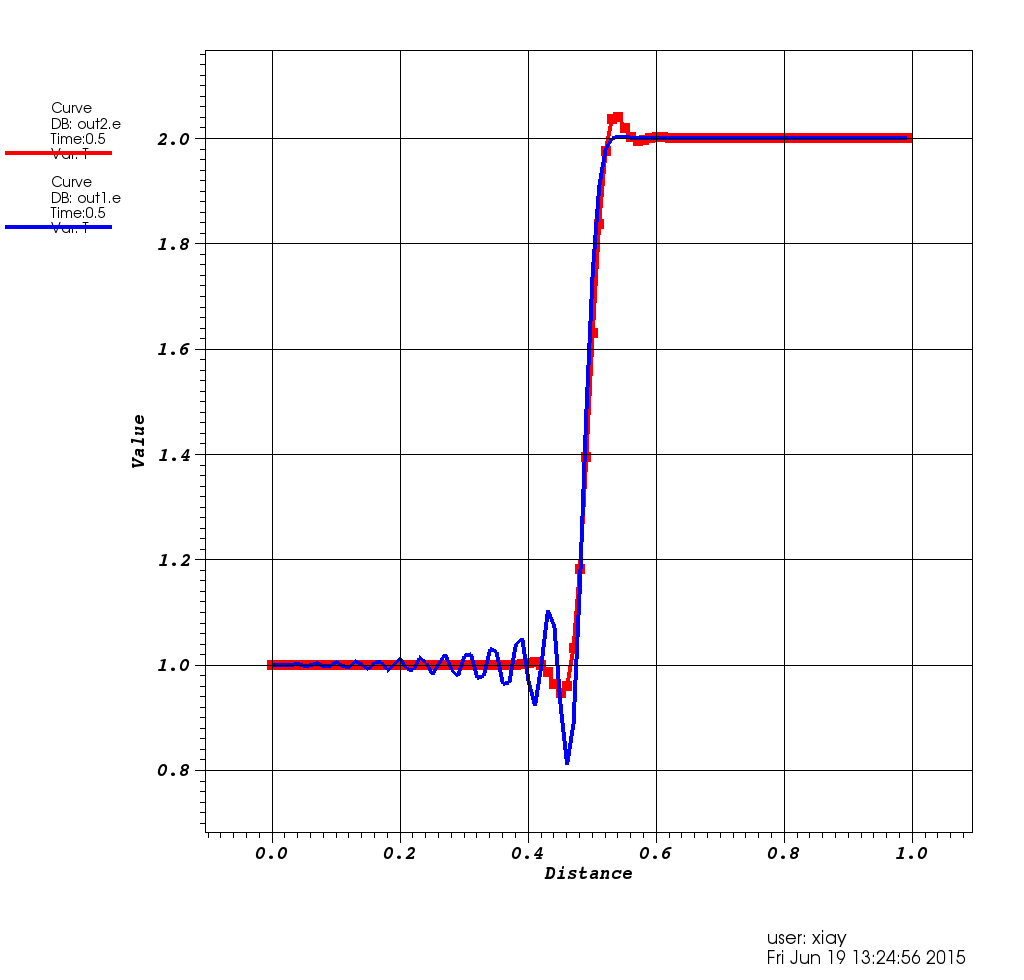 Curve
DB: out2.e
Time:0.5
Var: T
Curve
DB: out1.e
Time:0.5
Var: T
2.0
1.8
1.6
1.4
1.2
1.0
0.8
Value
0.0 0.2 0.4 0.6 0.8 1.0
Distance
user: xiay
Fri Jun 19 13:24:56 2015